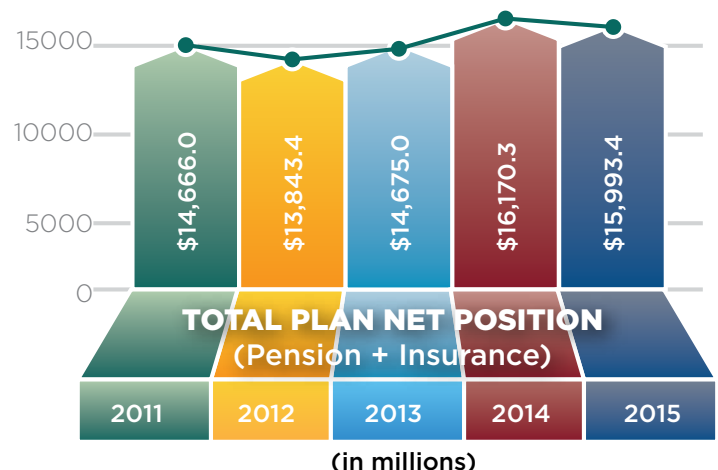 15000
10000
5000
0
$14,666.0
$13,843.4
$14,675.0
$16,170.3
$15,993.4
TOTAL PLAN NET POSITION
(Pension + Insurance)
2011 2012 2013 2014 2015
(in millions)